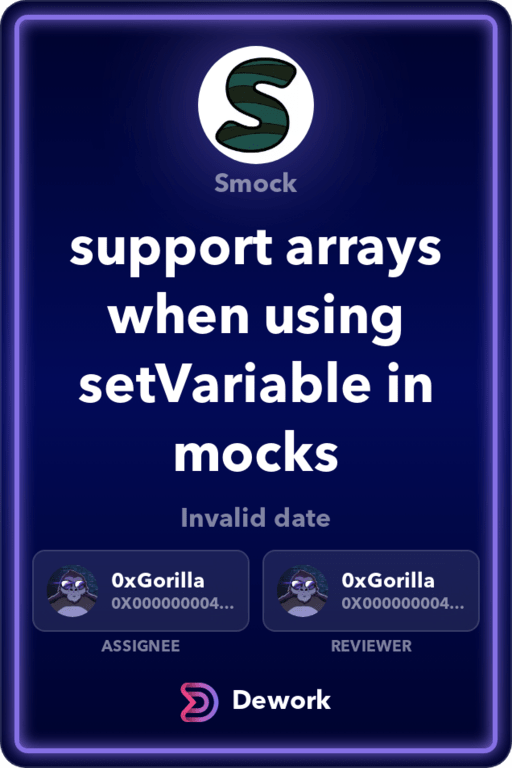 Smock
support arrays
when using
setVariable in
mocks
Invalid date
0xGorilla
0X000000004...
ASSIGNEE
0xGorilla
0X000000004...
REVIEWER
Dework